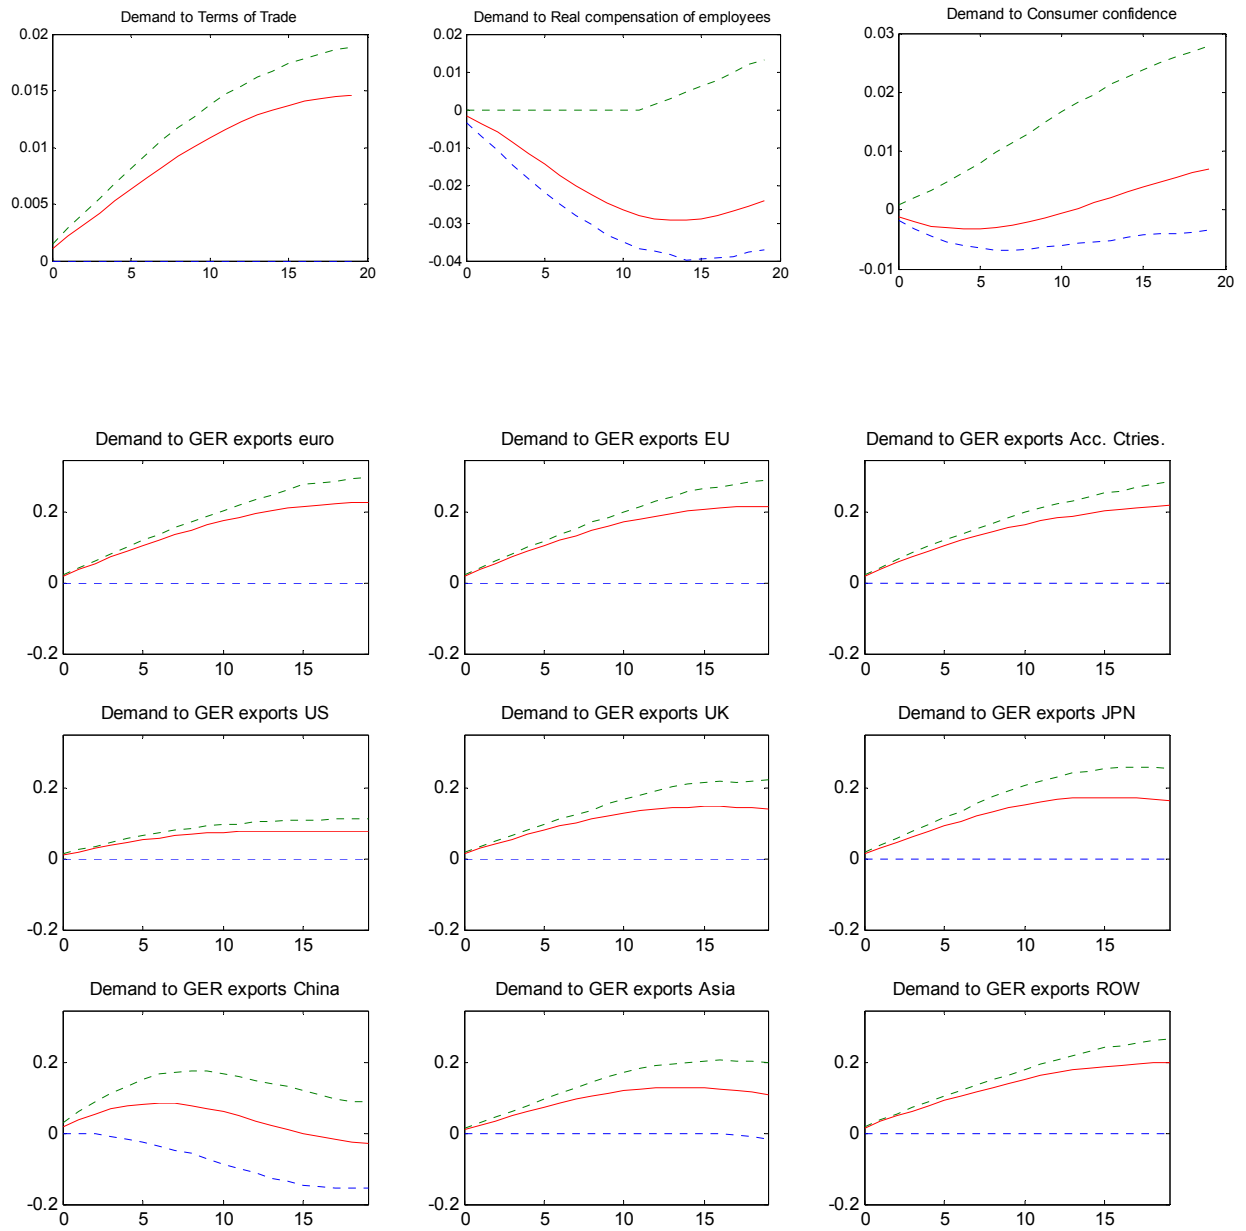 Demand to Terms of Trade
0.02
0.015
0.01
0.005
0
0 5 10 15 20
Demand to Real compensation of employees
0.02
0.01
0
-0.01
-0.02
-0.03
-0.04
0 5 10 15 20
Demand to Consumer confidence
0.03
0.02
0.01
0
-0.01
0 5 10 15 20
Demand to GER exports euro
0.2
0
-0.2
0 5 10 15
Demand to GER exports EU
0.2
0
-0.2
0 5 10 15
Demand to GER exports Acc. Ctries.
0.2
0
-0.2
0 5 10 15
Demand to GER exports US
0.2
0
-0.2
0 5 10 15
Demand to GER exports UK
0.2
0
-0.2
0 5 10 15
Demand to GER exports JPN
0.2
0
-0.2
0 5 10 15
Demand to GER exports China
0.2
0
-0.2
0 5 10 15
Demand to GER exports Asia
0.2
0
-0.2
0 5 10 15
Demand to GER exports ROW
0.2
0
-0.2
0 5 10 15